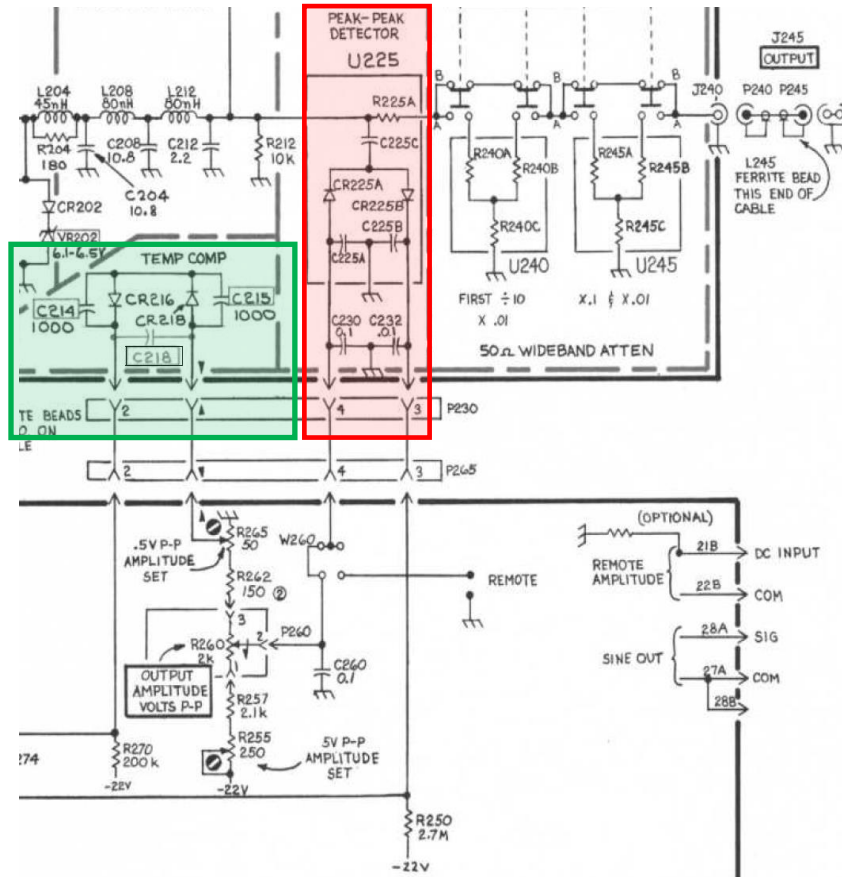 PEAK-PEAK
DETECTOR
U225
J245
OUTPUT
L204
45nH
L208
80nH
L212
80nH
R225A
B
B
A
A
J240
P240 P245
R204
180
C208
10.8
C212
2.2
R212
10K
C225C
R240A
R240B
R245A
R245B
L245
FERRITE BEAD
THIS END OF
CABLE
C204
10.8
CR225A
CR225B
CR202
C225B
R240C
R245C
VR202
6.1-6.5V
C225A
U240
U245
TEMP COMP
C214
1000
CR216
CR218
C215
1000
FIRST ÷10
X .01
X.1 & X.01
C230
0.1
C232
.01
C218
50Ω WIDEBAND ATTEN
TE BEADS
O ON
LE
2
4
3
P230
2
4
3
P265
.5V P-P
AMPLITUDE
SET
R265
50
W260
(OPTIONAL)
21B
DC INPUT
REMOTE
AMPLITUDE
R262
150 ②
REMOTE
22B
COM
3
2
P260
28A
SIG
R260
2k
1
SINE OUT
27A
COM
OUTPUT
AMPLITUDE
VOLTS P-P
C260
0.1
28B
R257
2.1k
274
R270
200k
-22V
R255
250
-22V
5V P-P
AMPLITUDE
SET
R250
2.7M
-22V